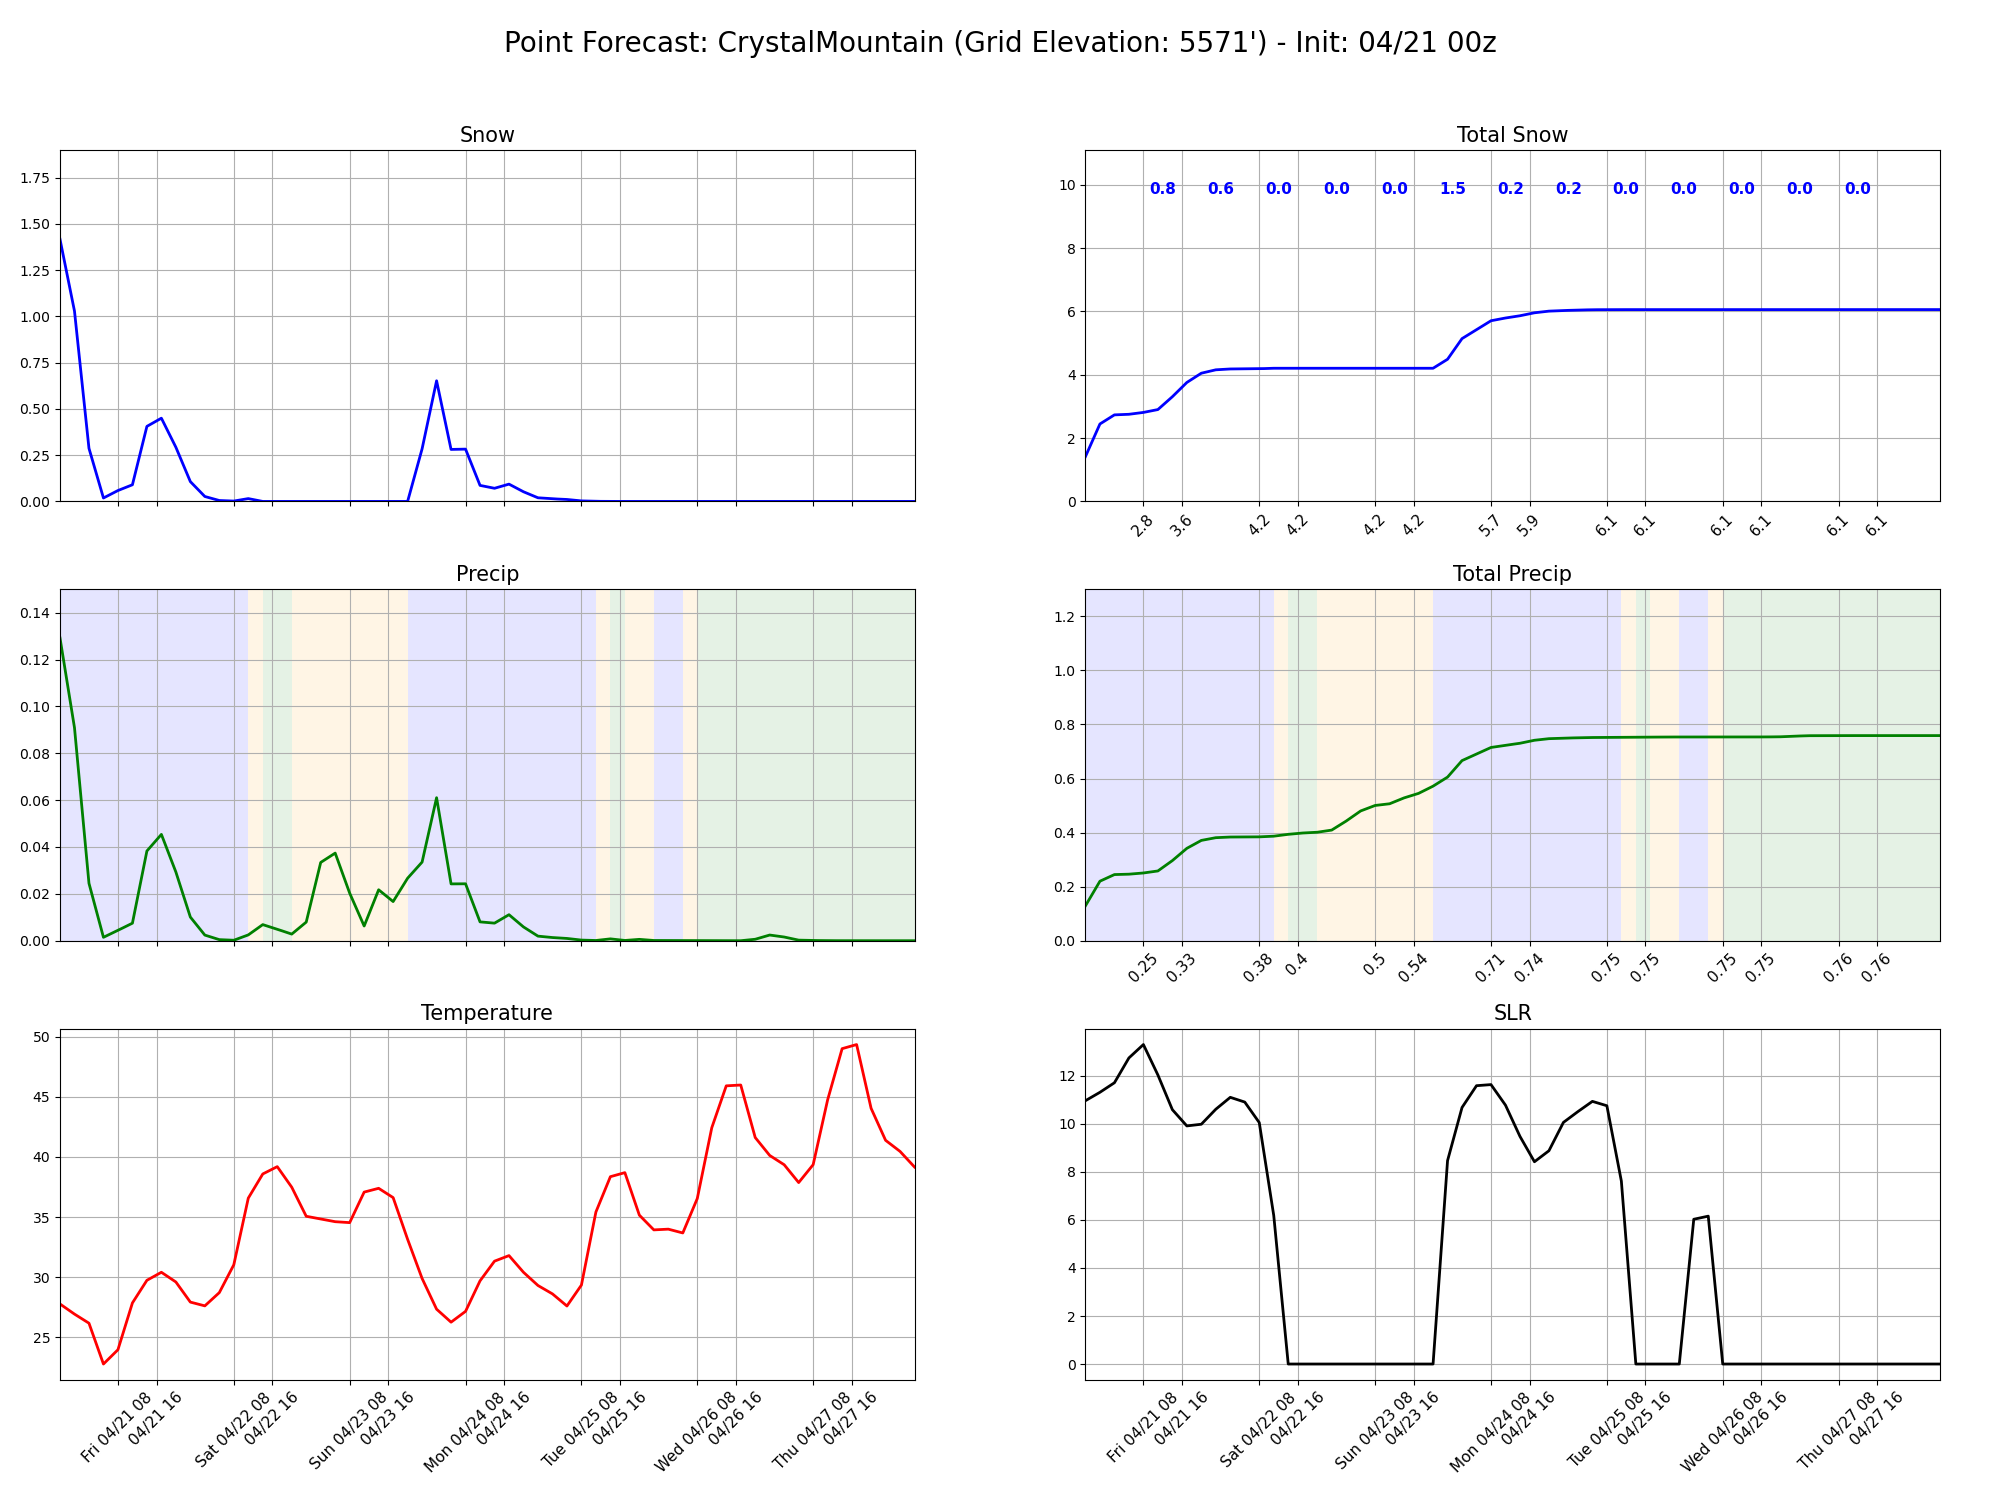 Point Forecast: CrystalMountain (Grid Elevation: 5571') - Init: 04/21 00z
Snow
1.75
1.50
1.25
1.00
0.75
0.50
0.25
0.00
Total Snow
0.8 0.6 0.0 0.0 0.0 1.5 0.2 0.2 0.0 0.0 0.0 0.0 0.0
10
8
6
4
2
0
2.8 3.6 4.2 4.2 4.2 4.2 5.7 5.9 6.1 6.1 6.1 6.1 6.1 6.1
Precip
0.14
0.12
0.10
0.08
0.06
0.04
0.02
0.00
Total Precip
1.2
1.0
0.8
0.6
0.4
0.2
0.0
0.25 0.33 0.38 0.4 0.5 0.54 0.71 0.74 0.75 0.75 0.75 0.75 0.76 0.76
Temperature
50
45
40
35
30
25
Fri 04/21 08
04/21 16
Sat 04/22 08
04/22 16
Sun 04/23 08
04/23 16
Mon 04/24 08
04/24 16
Tue 04/25 08
04/25 16
Wed 04/26 08
04/26 16
Thu 04/27 08
04/27 16
SLR
12
10
8
6
4
2
0
Fri 04/21 08
04/21 16
Sat 04/22 08
04/22 16
Sun 04/23 08
04/23 16
Mon 04/24 08
04/24 16
Tue 04/25 08
04/25 16
Wed 04/26 08
04/26 16
Thu 04/27 08
04/27 16